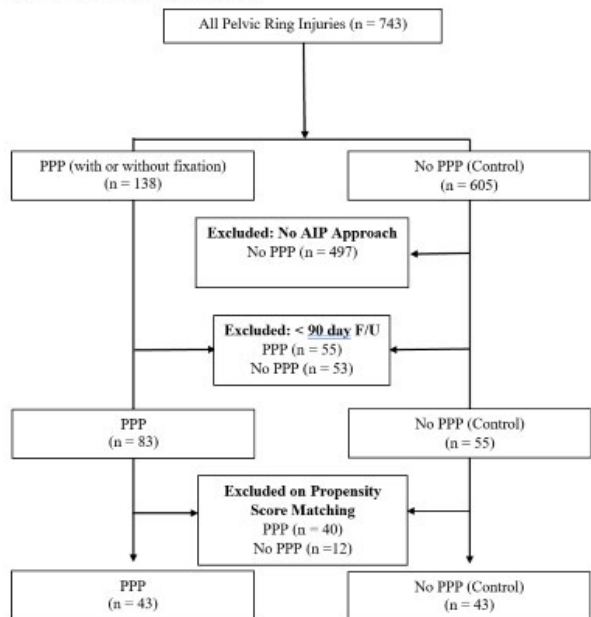 All Pelvic Ring Injuries (n = 743)
PPP (with or without fixation)
(n = 138)
No PPP (Control)
(n = 605)
Excluded: No AIP Approach
No PPP (n = 497)
Excluded: < 90 day F/U
PPP (n = 55)
No PPP (n = 53)
PPP
(n = 83)
No PPP (Control)
(n = 55)
Excluded on Propensity
Score Matching
PPP (n = 40)
No PPP (n =12)
PPP
(n = 43)
No PPP (Control)
(n = 43)